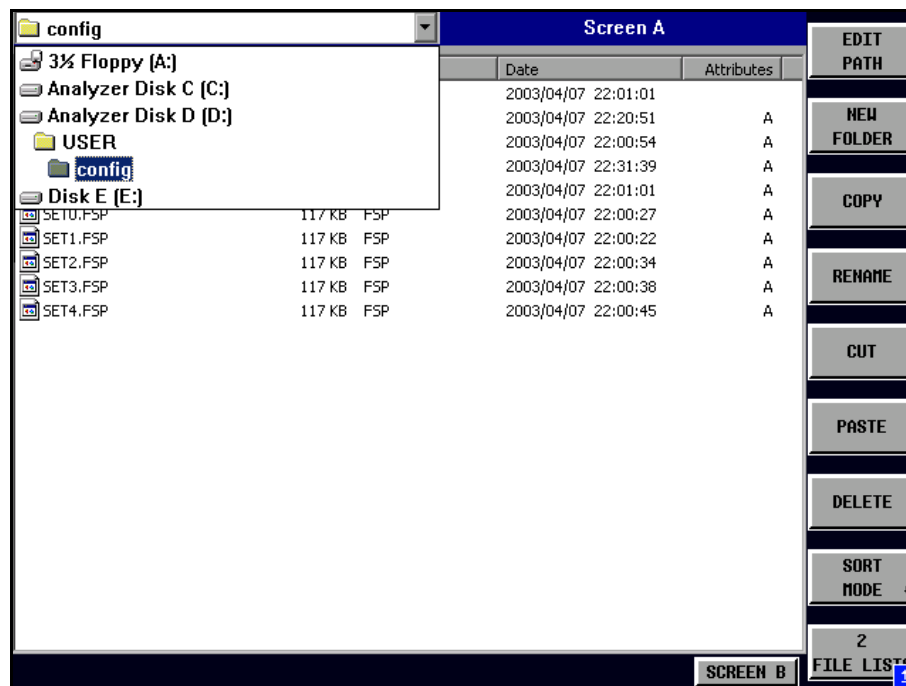 config
Screen A
3½ Floppy (A:)
Analyzer Disk C (C:)
Analyzer Disk D (D:)
USER
config
Disk E (E:)
Date Attributes
2003/04/07 22:01:01
2003/04/07 22:20:51 A
2003/04/07 22:00:54 A
2003/04/07 22:31:39 A
2003/04/07 22:01:01 A
SET0.FSP 117 KB FSP 2003/04/07 22:00:27 A
SET1.FSP 117 KB FSP 2003/04/07 22:00:22 A
SET2.FSP 117 KB FSP 2003/04/07 22:00:34 A
SET3.FSP 117 KB FSP 2003/04/07 22:00:38 A
SET4.FSP 117 KB FSP 2003/04/07 22:00:45 A
SCREEN B
EDIT
PATH
NEW
FOLDER
COPY
RENAME
CUT
PASTE
DELETE
SORT
MODE
2
FILE LISTS